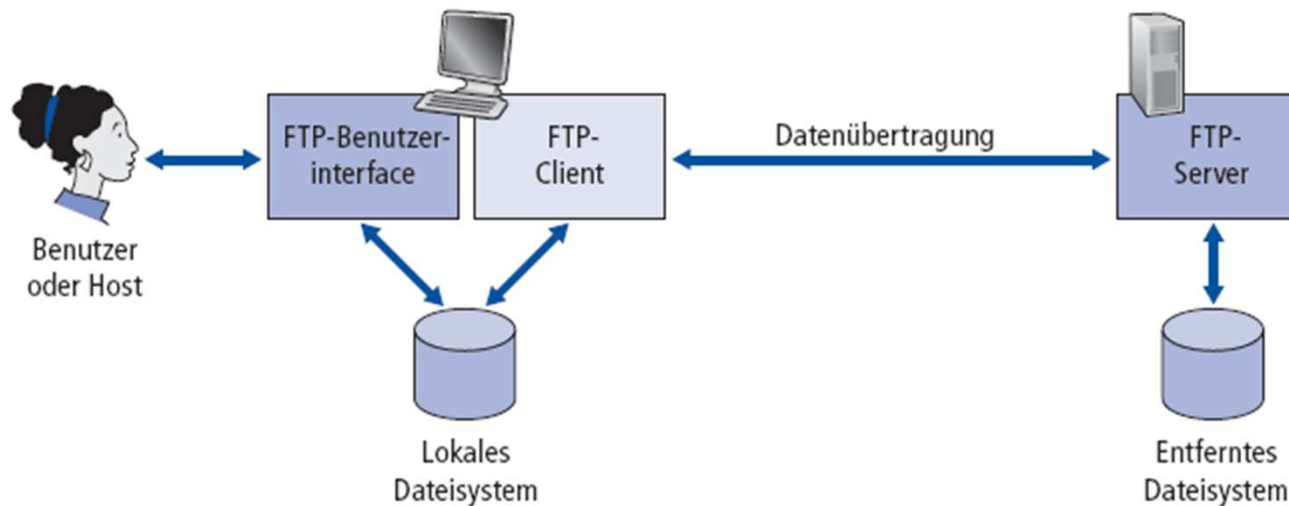 FTP-Benutzer-
interface
FTP-
Client
Datenübertragung
FTP-
Server
Benutzer
oder Host
Lokales
Dateisystem
Entferntes
Dateisystem